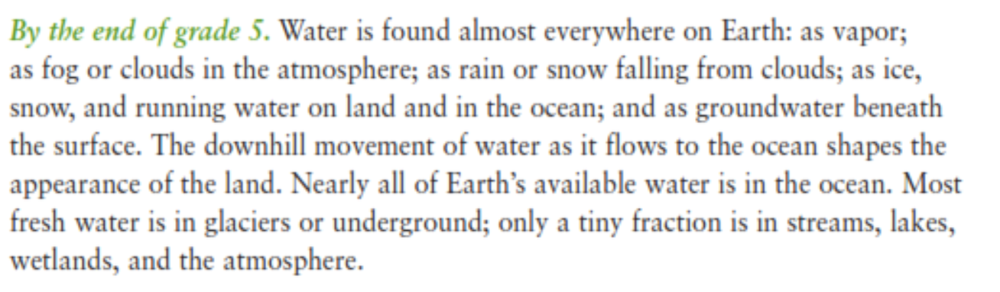 By the end of grade 5. Water is found almost everywhere on Earth: as vapor;
as fog or clouds in the atmosphere; as rain or snow falling from clouds; as ice,
snow, and running water on land and in the ocean; and as groundwater beneath
the surface. The downhill movement of water as it flows to the ocean shapes the
appearance of the land. Nearly all of Earth’s available water is in the ocean. Most
fresh water is in glaciers or underground; only a tiny fraction is in streams, lakes,
wetlands, and the atmosphere.